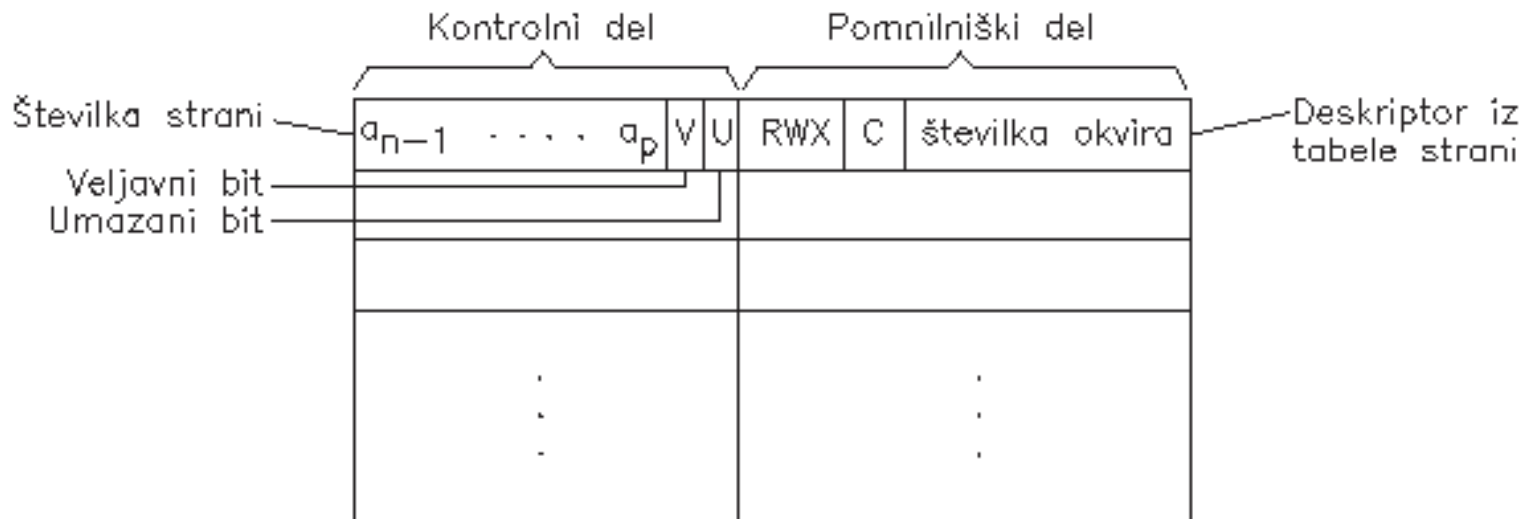 Kontrolni del
Pomnilniški del
Številka strani
a_{n-1} . . . . a_p V U RWX C številka okvira
Deskriptor iz
tabele strani
Veljavni bit
Umazani bit